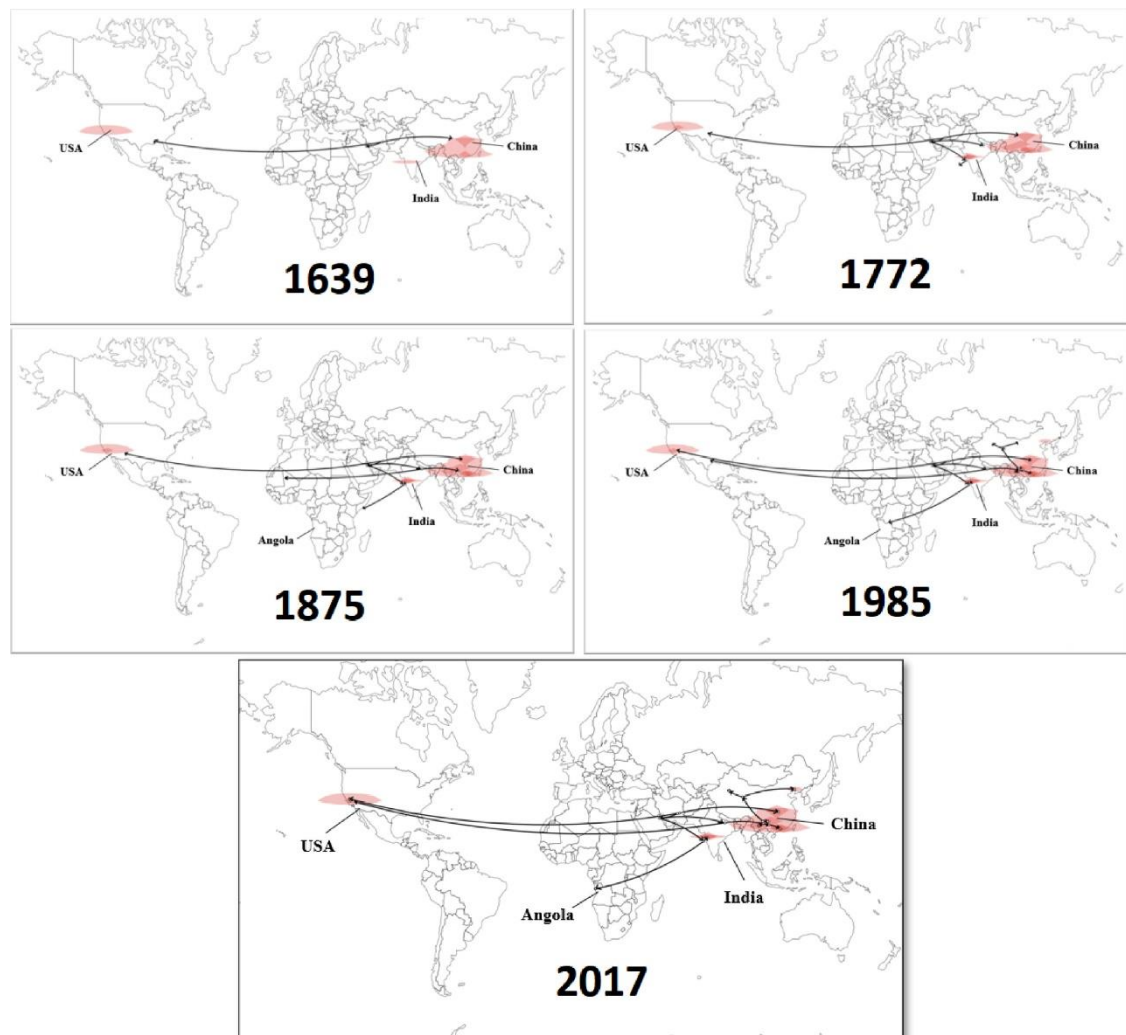 USA
China
India
1639
USA
China
India
1772
USA
China
India
Angola
1875
USA
China
India
Angola
1985
USA
China
India
Angola
2017